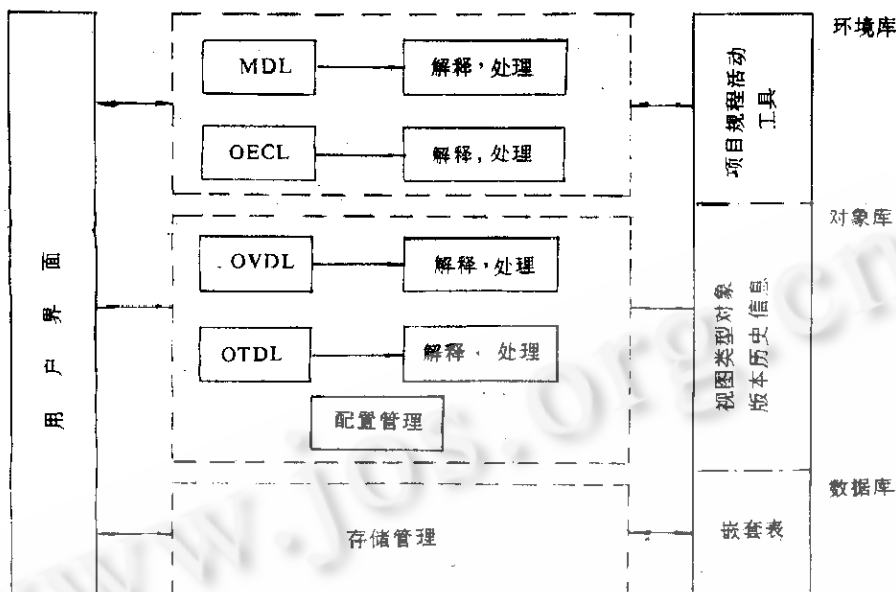 环境库
MDL
解释，处理
OECL
解释，处理
项目规程活动
工具
用户界面
对象库
OVDL
解释，处理
OTDL
解释，处理
配置管理
视图类型对象
版本历史信息
数据库
存储管理
嵌套表
www.jos.org.cn